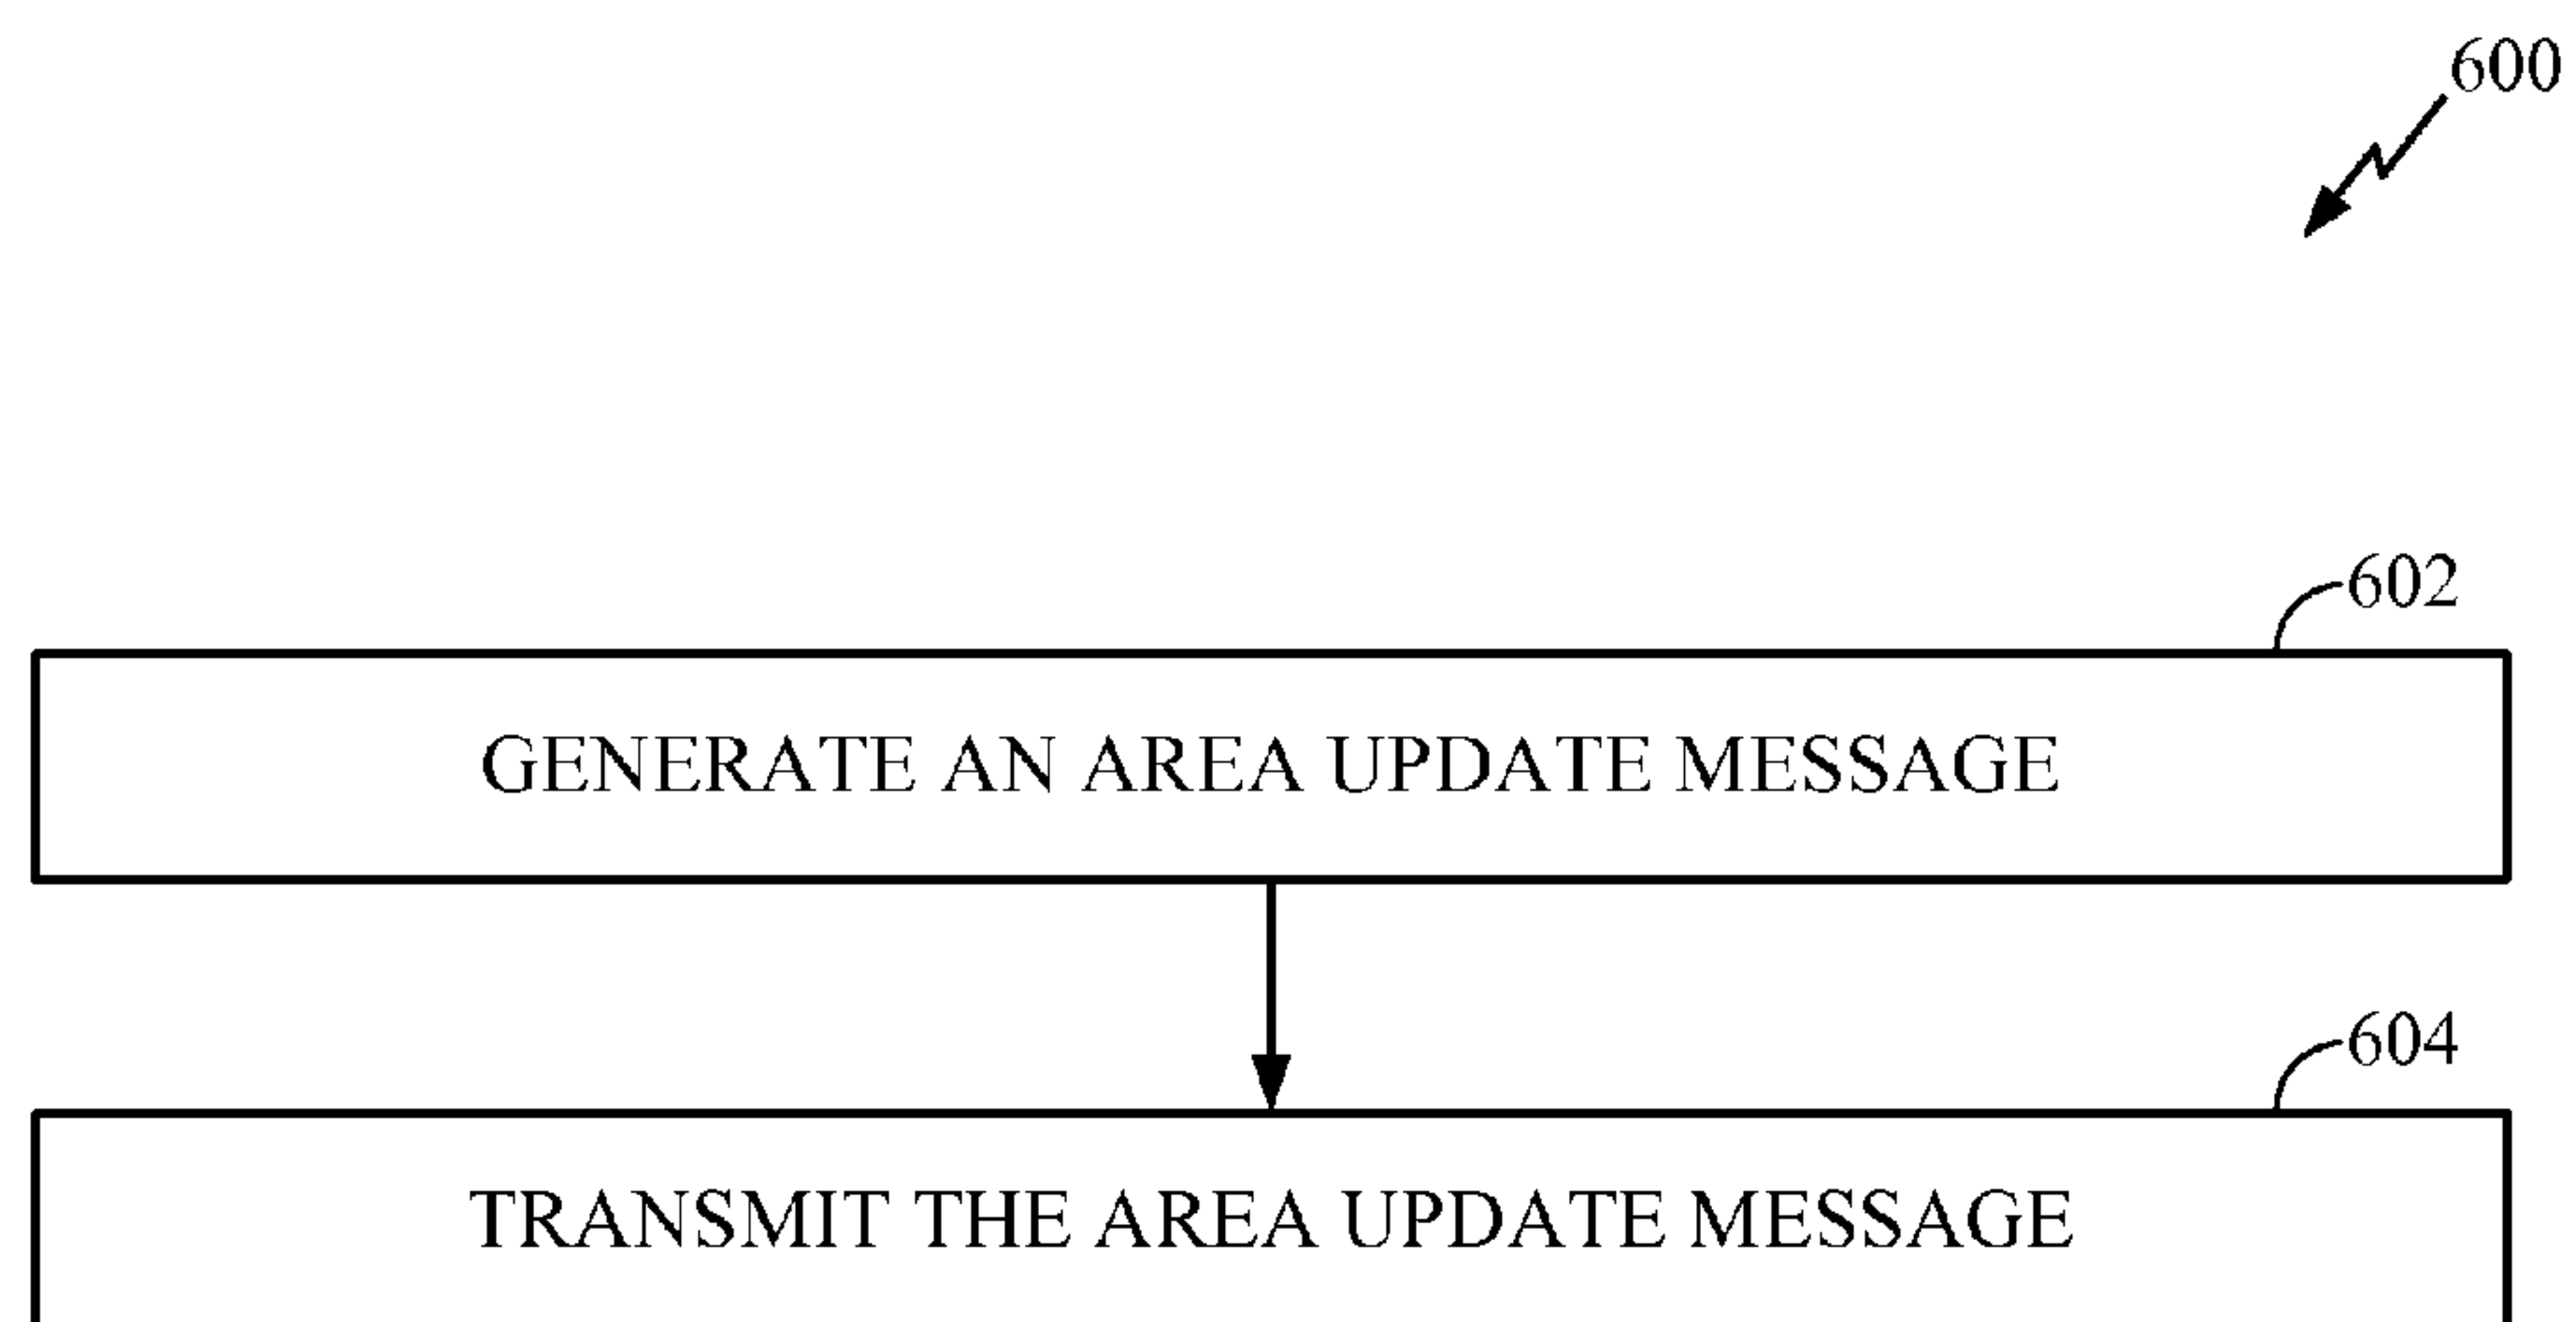 600
602
GENERATE AN AREA UPDATE MESSAGE
604
TRANSMIT THE AREA UPDATE MESSAGE